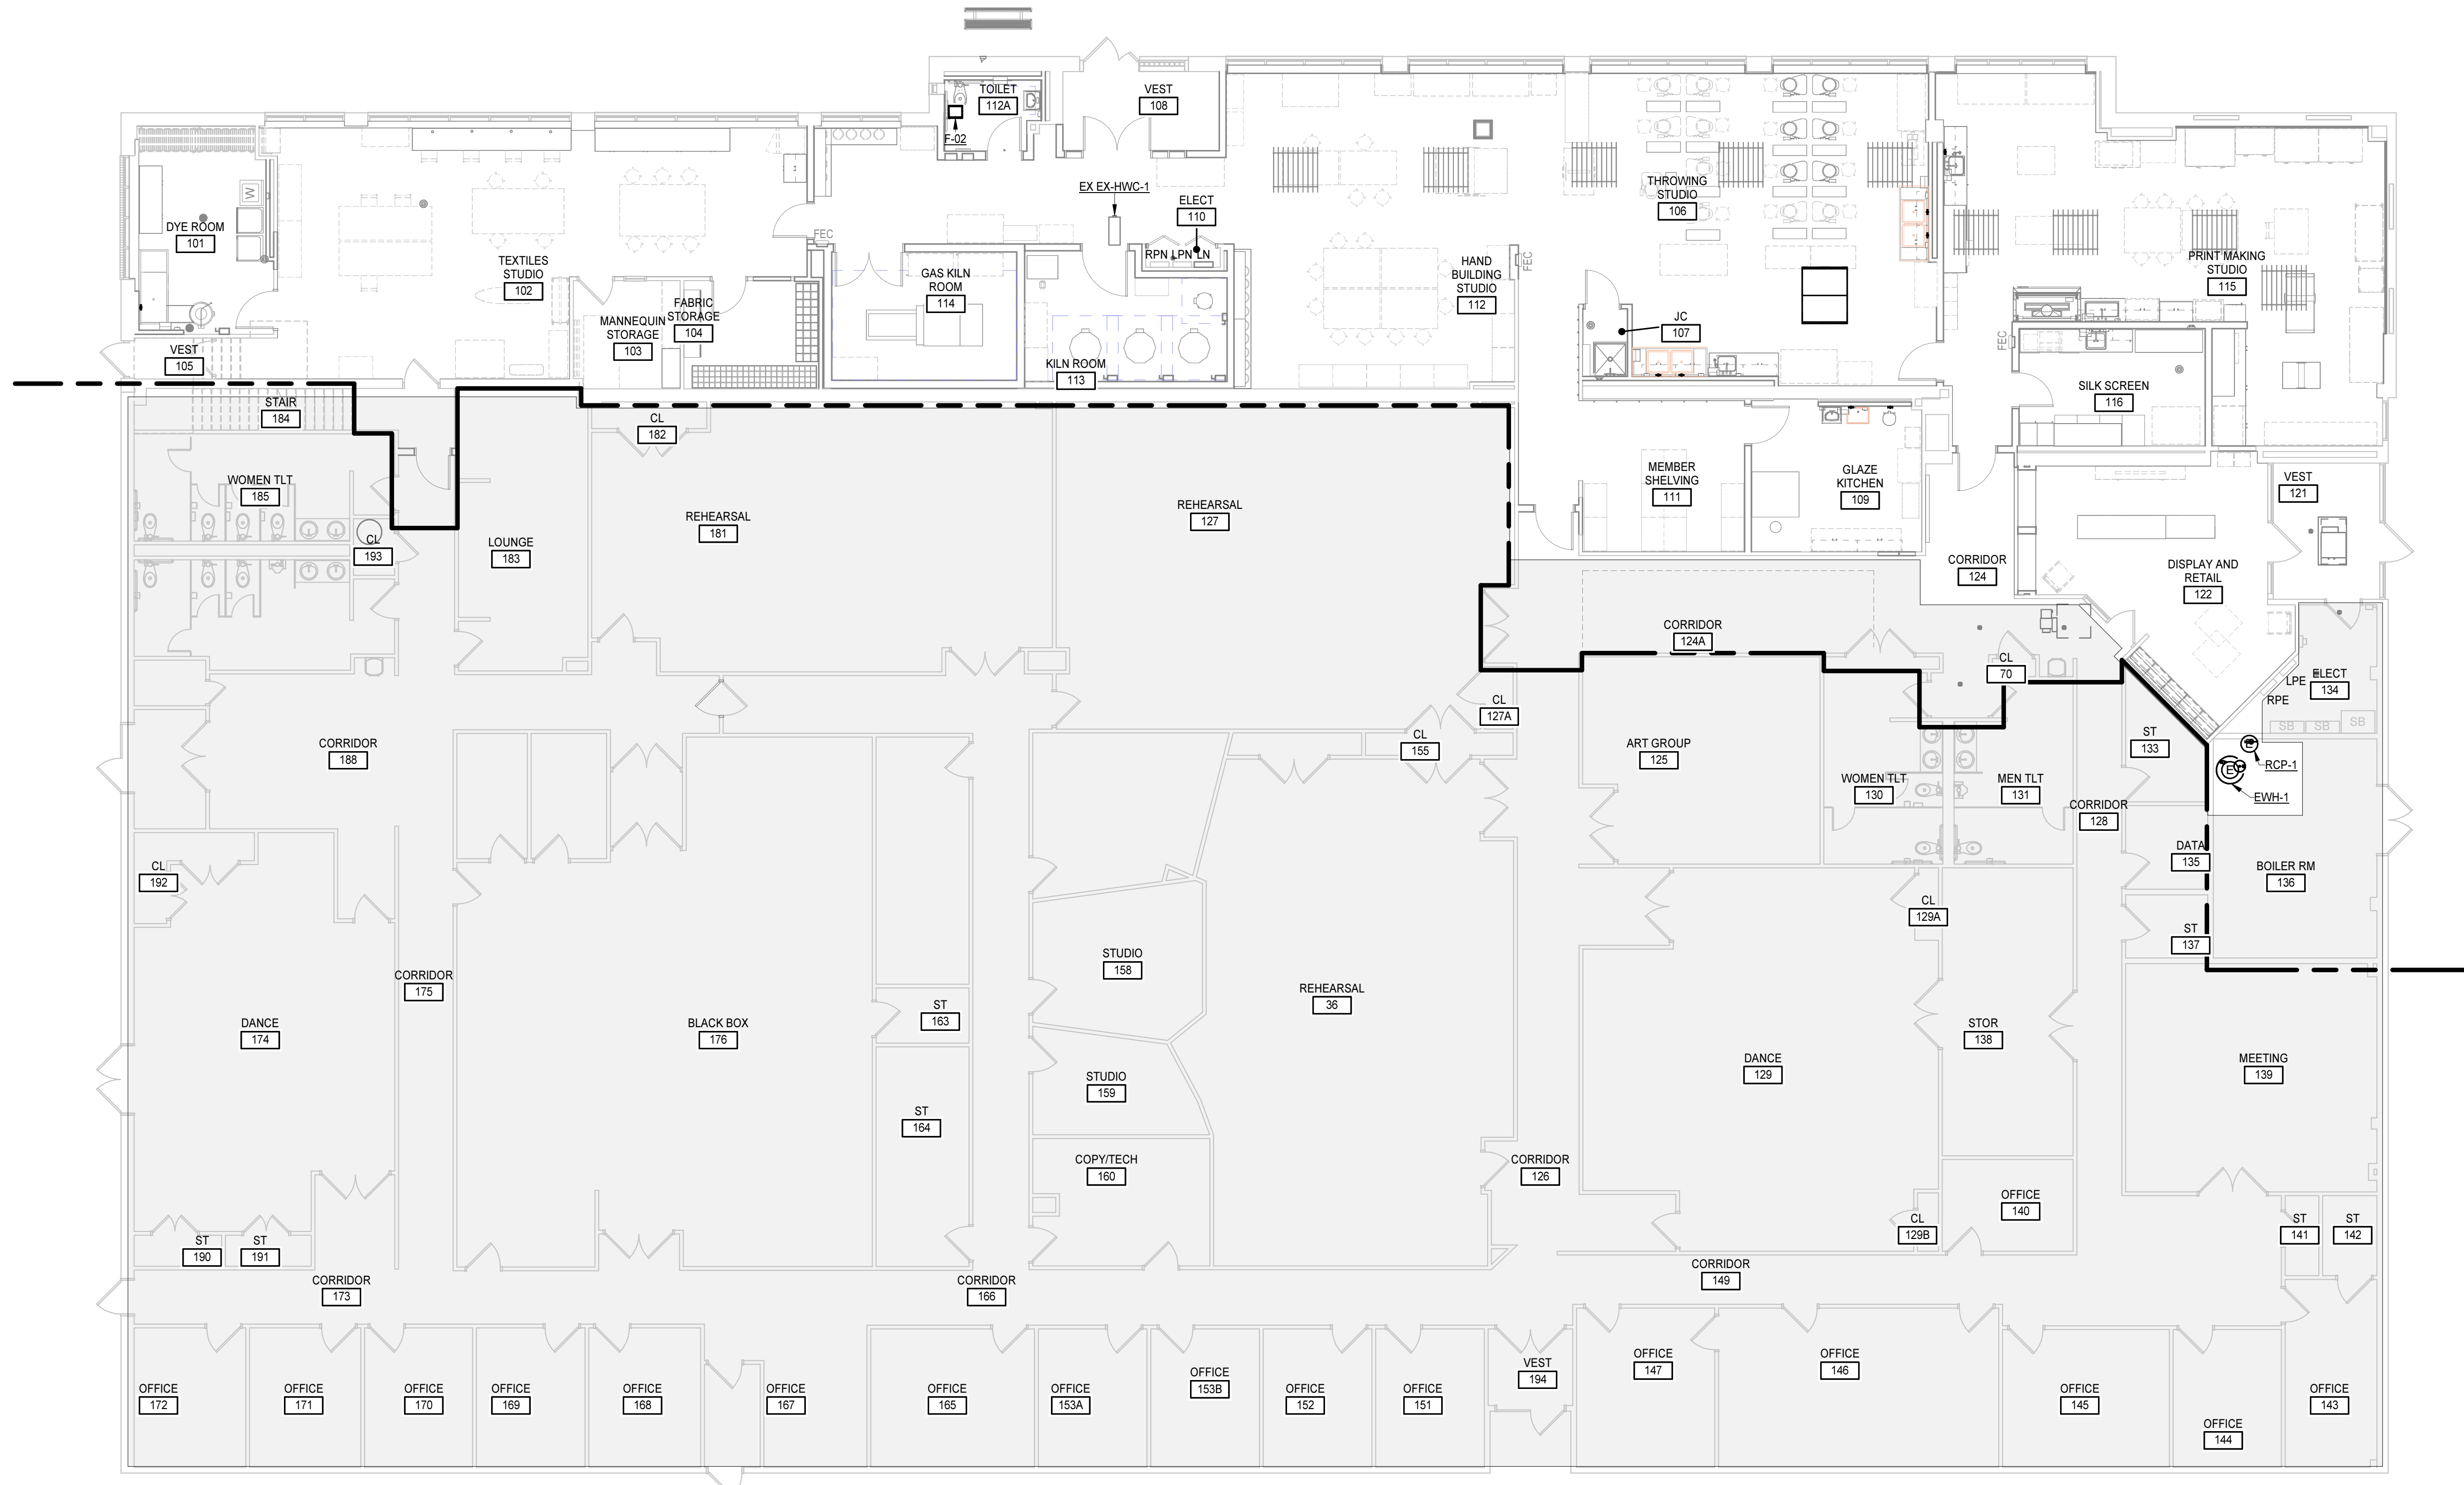 TOILET
112A
F-02
VEST
108
EX EX-HWC-1
ELECT
110
RPN LPN LN
DYE ROOM
101
W
TEXTILES
STUDIO
102
FEC
GAS KILN
ROOM
114
HAND
BUILDING
STUDIO
112
FEC
THROWING
STUDIO
106
PRINT MAKING
STUDIO
115
MANNEQUIN
STORAGE
103
FABRIC
STORAGE
104
KILN ROOM
113
JC
107
FEC
VEST
105
SILK SCREEN
116
STAIR
184
CL
182
WOMEN TLT
185
CL
193
LOUNGE
183
REHEARSAL
181
REHEARSAL
127
MEMBER
SHELVING
111
GLAZE
KITCHEN
109
VEST
121
CORRIDOR
124
DISPLAY AND
RETAIL
122
CORRIDOR
124A
CL
70
LPE
RPE
ELECT
134
SB
SB
SB
CL
127A
CL
155
CORRIDOR
188
ART GROUP
125
WOMEN TLT
130
MEN TLT
131
ST
133
CORRIDOR
128
E
RCP-1
EWH-1
DATA
135
BOILER RM
136
CL
192
CL
129A
ST
137
CORRIDOR
175
STUDIO
158
DANCE
174
BLACK BOX
176
ST
163
REHEARSAL
36
STOR
138
DANCE
129
MEETING
139
STUDIO
159
ST
164
COPY/TECH
160
CORRIDOR
126
OFFICE
140
CL
129B
ST
141
ST
142
ST
190
ST
191
CORRIDOR
173
CORRIDOR
166
CORRIDOR
149
OFFICE
172
OFFICE
171
OFFICE
170
OFFICE
169
OFFICE
168
OFFICE
167
OFFICE
165
OFFICE
153A
OFFICE
153B
OFFICE
152
OFFICE
151
VEST
194
OFFICE
147
OFFICE
146
OFFICE
145
OFFICE
144
OFFICE
143